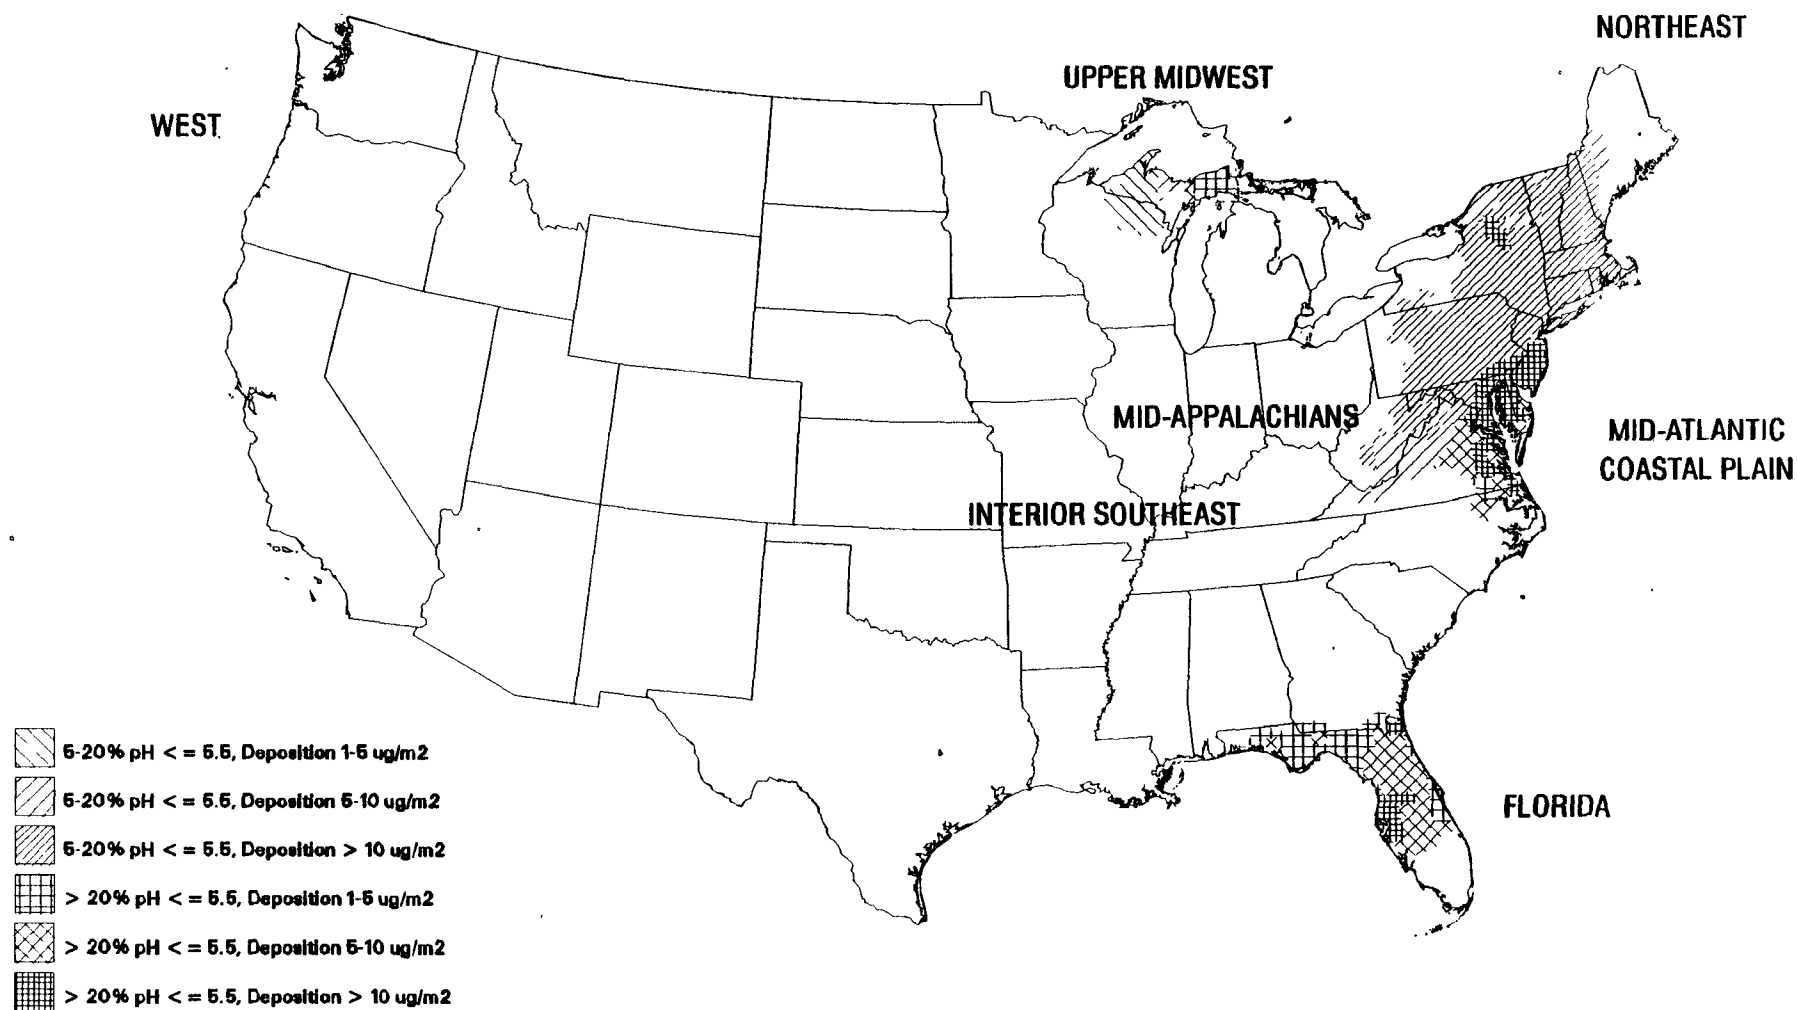 NORTHEAST
UPPER MIDWEST
WEST
MID-APPALACHIANS
MID-ATLANTIC
COASTAL PLAIN
INTERIOR SOUTHEAST
FLORIDA
5-20% pH < = 5.5, Deposition 1-5 ug/m2
5-20% pH < = 5.5, Deposition 5-10 ug/m2
5-20% pH < = 5.5, Deposition > 10 ug/m2
> 20% pH < = 5.5, Deposition 1-5 ug/m2
> 20% pH < = 5.5, Deposition 5-10 ug/m2
> 20% pH < = 5.5, Deposition > 10 ug/m2